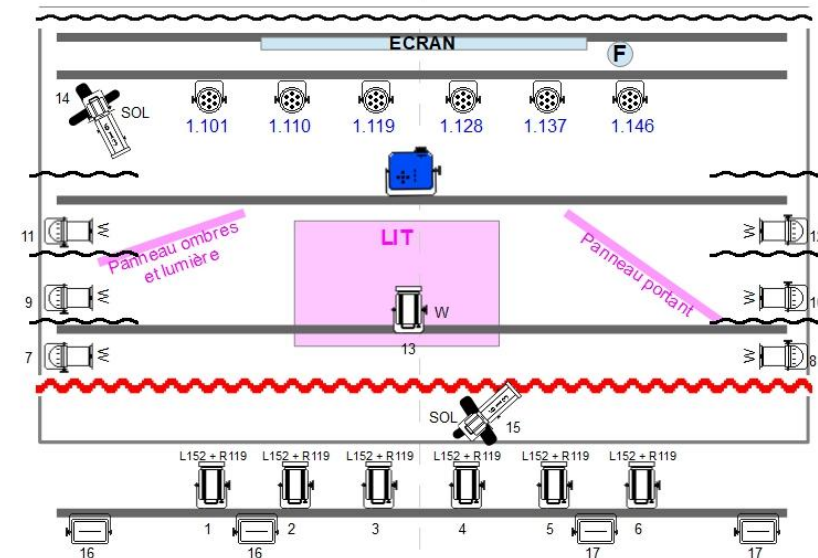 ECRAN
F
14
SOL
1.101
1.110
1.119
1.128
1.137
1.146
11
Panneau ombres
et lumière
LIT
Panneau portant
12
9
W
10
13
7
8
SOL
15
L152 + R119
L152 + R119
L152 + R119
L152 + R119
L152 + R119
L152 + R119
1
2
3
4
5
6
16
16
17
17